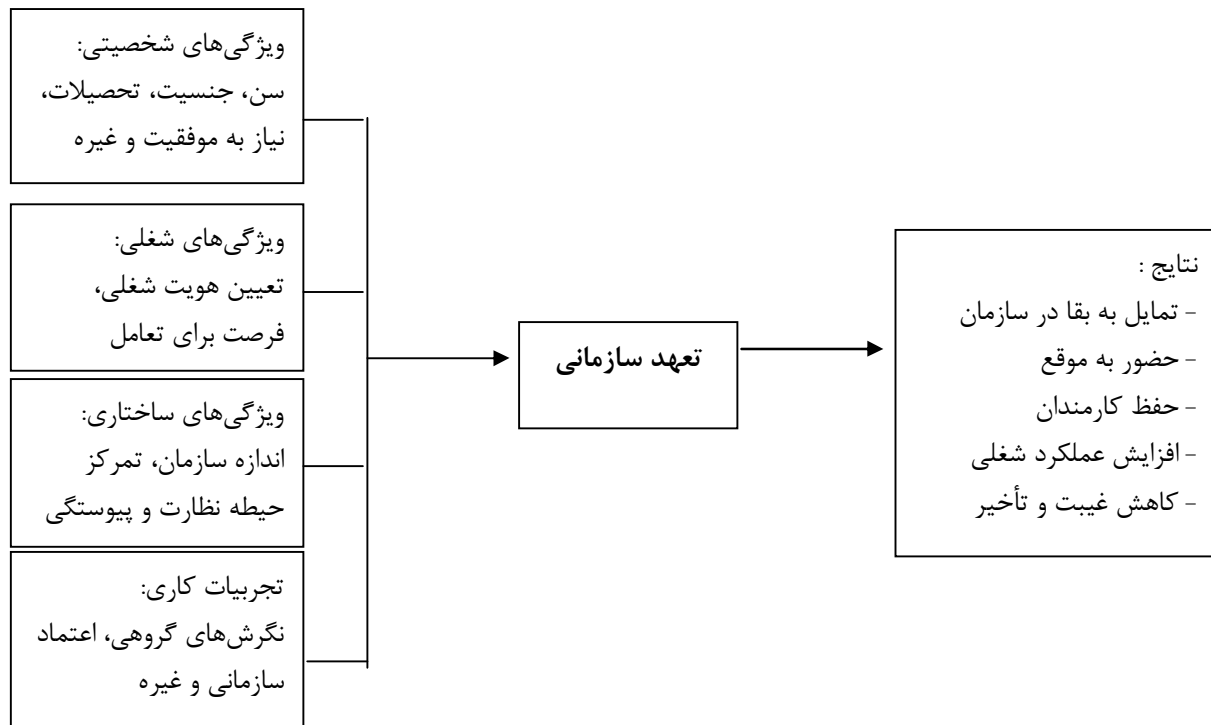 ویژگی‌های شخصیتی:
سن، جنسیت، تحصیلات،
نیاز به موفقیت و غیره
ویژگی‌های شغلی:
تعیین هویت شغلی،
فرصت برای تعامل
ویژگی‌های ساختاری:
اندازه سازمان، تمرکز
حیطه نظارت و پیوستگی
تجربیات کاری:
نگرش‌های گروهی، اعتماد
سازمانی و غیره
تعهد سازمانی
نتایج :
- تمایل به بقا در سازمان
- حضور به موقع
- حفظ کارمندان
- افزایش عملکرد شغلی
- کاهش غیبت و تأخیر